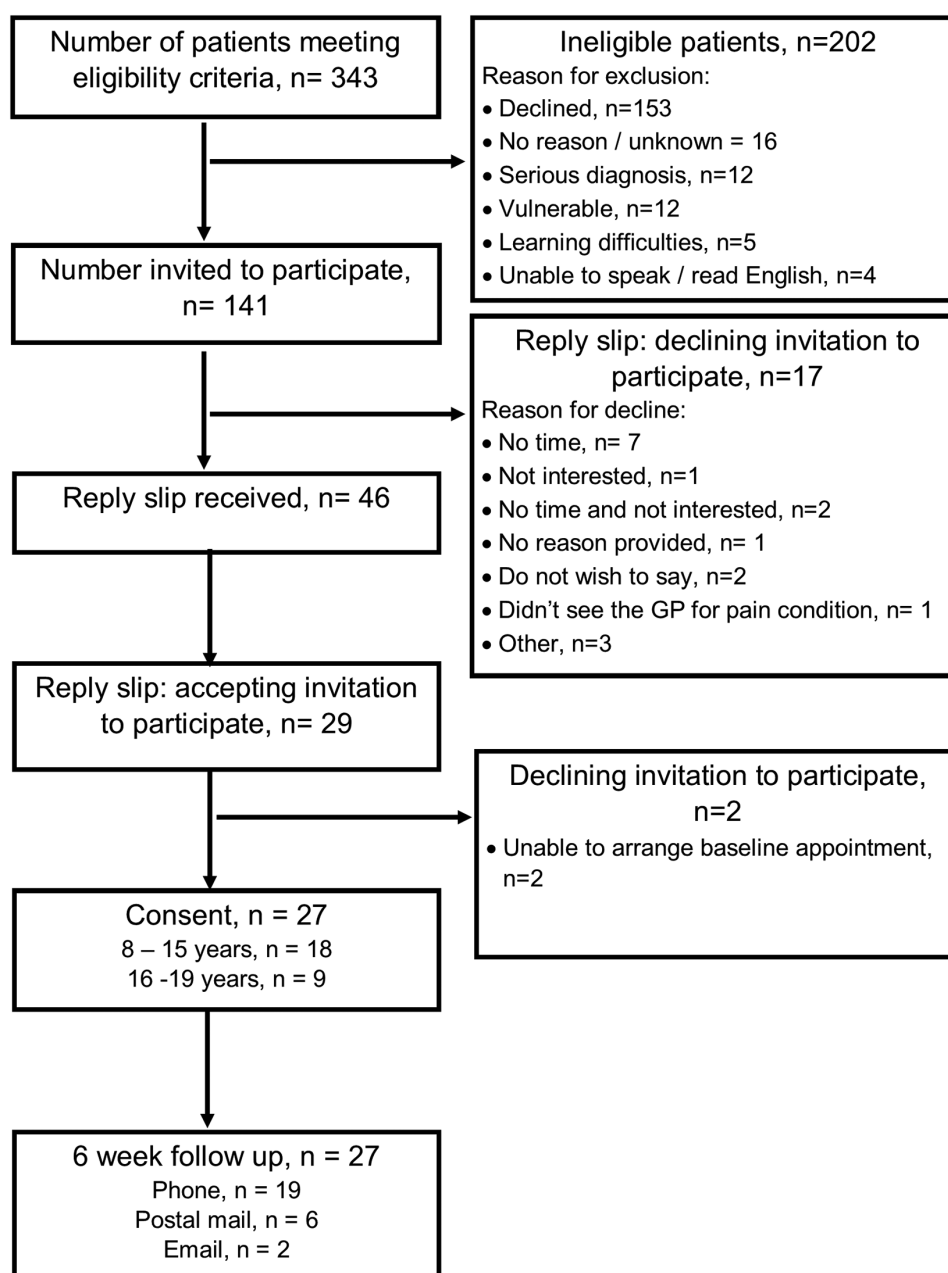 Number of patients meeting
eligibility criteria, n= 343
Ineligible patients, n=202
Reason for exclusion:
• Declined, n=153
• No reason / unknown = 16
• Serious diagnosis, n=12
• Vulnerable, n=12
• Learning difficulties, n=5
• Unable to speak / read English, n=4
Number invited to participate,
n= 141
Reply slip: declining invitation to
participate, n=17
Reason for decline:
• No time, n= 7
• Not interested, n=1
• No time and not interested, n=2
• No reason provided, n= 1
• Do not wish to say, n=2
• Didn’t see the GP for pain condition, n= 1
• Other, n=3
Reply slip received, n= 46
Reply slip: accepting invitation
to participate, n= 29
Declining invitation to participate,
n=2
• Unable to arrange baseline appointment,
n=2
Consent, n = 27
8 – 15 years, n = 18
16 -19 years, n = 9
6 week follow up, n = 27
Phone, n = 19
Postal mail, n = 6
Email, n = 2